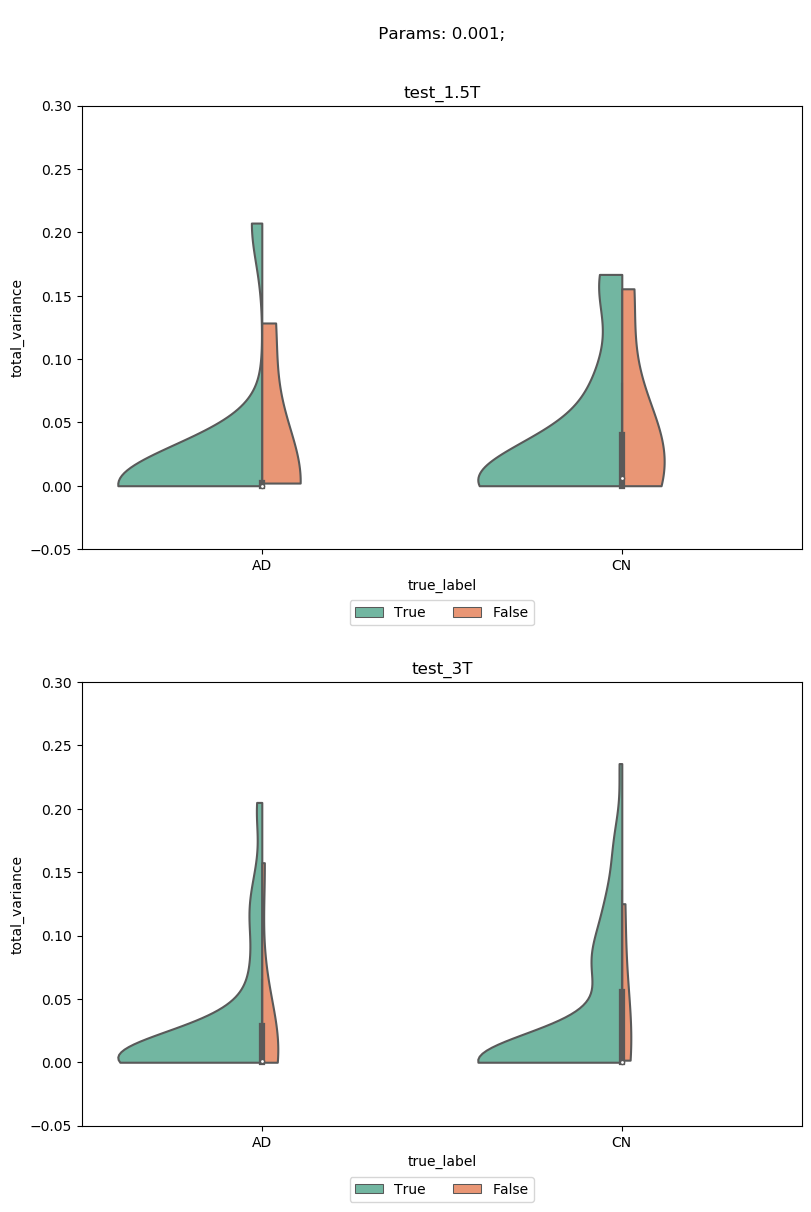 Params: 0.001;
test_1.5T
0.30
0.25
0.20
0.15
0.10
0.05
0.00
−0.05
total_variance
AD CN
true_label
True False
test_3T
0.30
0.25
0.20
0.15
0.10
0.05
0.00
−0.05
total_variance
AD CN
true_label
True False